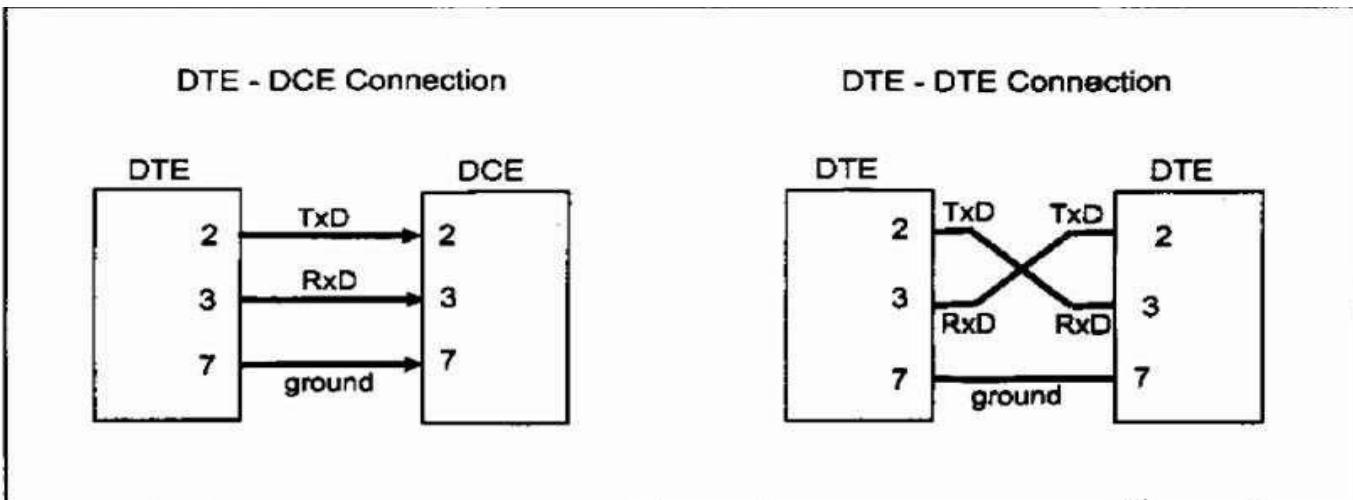 DTE - DCE Connection
DTE DCE
2 TxD 2
3 RxD 3
7 ground 7
DTE - DTE Connection
DTE DTE
2 TxD TxD 2
3 RxD RxD 3
7 ground 7